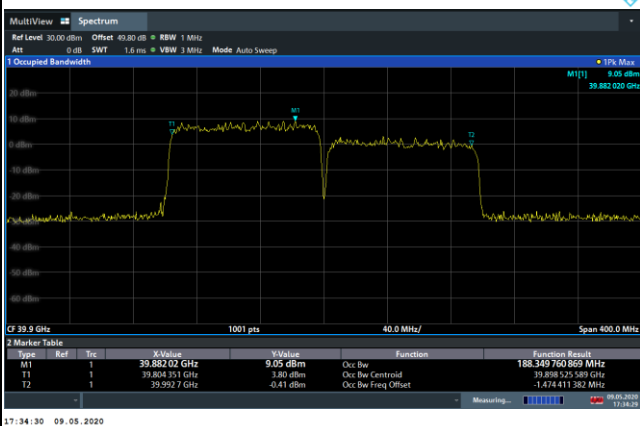 MultiView Spectrum
Ref Level 30.00 dBm Offset 49.80 dB RBW 1 MHz
Att 0 dB SWT 1.6 ms VBW 3 MHz Mode Auto Sweep
1 Occupied Bandwidth 1Pk Max
M1[1] 9.05 dBm
39.882 020 GHz
20 dBm
10 dBm
M1
T1
T2
0 dBm
-10 dBm
-20 dBm
-30 dBm
-40 dBm
-50 dBm
-60 dBm
CF 39.9 GHz 1001 pts 40.0 MHz/ Span 400.0 MHz
2 Marker Table
Type Ref Trc X-Value Y-Value Function Function Result
M1 1 39.882 02 GHz 9.05 dBm Occ Bw 188.349 760 869 MHz
T1 1 39.804 351 GHz 3.80 dBm Occ Bw Centroid 39.898 525 589 GHz
T2 1 39.992 7 GHz -0.41 dBm Occ Bw Freq Offset -1.474 411 382 MHz
Measuring... 09.05.2020
17:34:29
17:34:30 09.05.2020